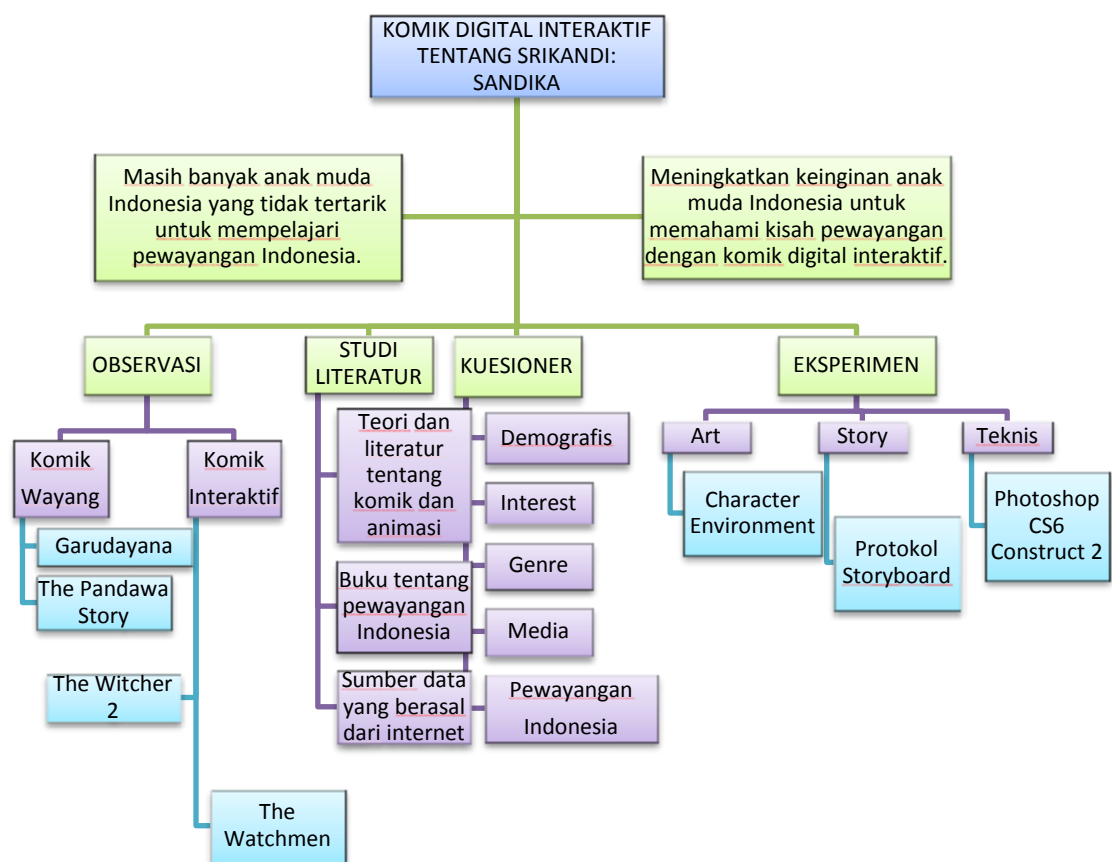 KOMIK DIGITAL INTERAKTIF
TENTANG SRIKANDI:
SANDIKA
Masih banyak anak muda
Indonesia yang tidak tertarik
untuk mempelajari
pewayangan Indonesia.
Meningkatkan keinginan anak
muda Indonesia untuk
memahami kisah pewayangan
dengan komik digital interaktif.
OBSERVASI
STUDI
LITERATUR
KUESIONER
EKSPERIMEN
Komik
Wayang
Komik
Interaktif
Garudayana
The Pandawa
Story
The Witcher
2
The
Watchmen
Teori dan
literatur
tentang
komik dan
animasi
Buku tentang
pewayangan
Indonesia
Sumber data
yang berasal
dari internet
Demografis
Interest
Genre
Media
Pewayangan
Indonesia
Art
Story
Teknis
Character
Environment
Protokol
Storyboard
Photoshop
CS6
Construct 2